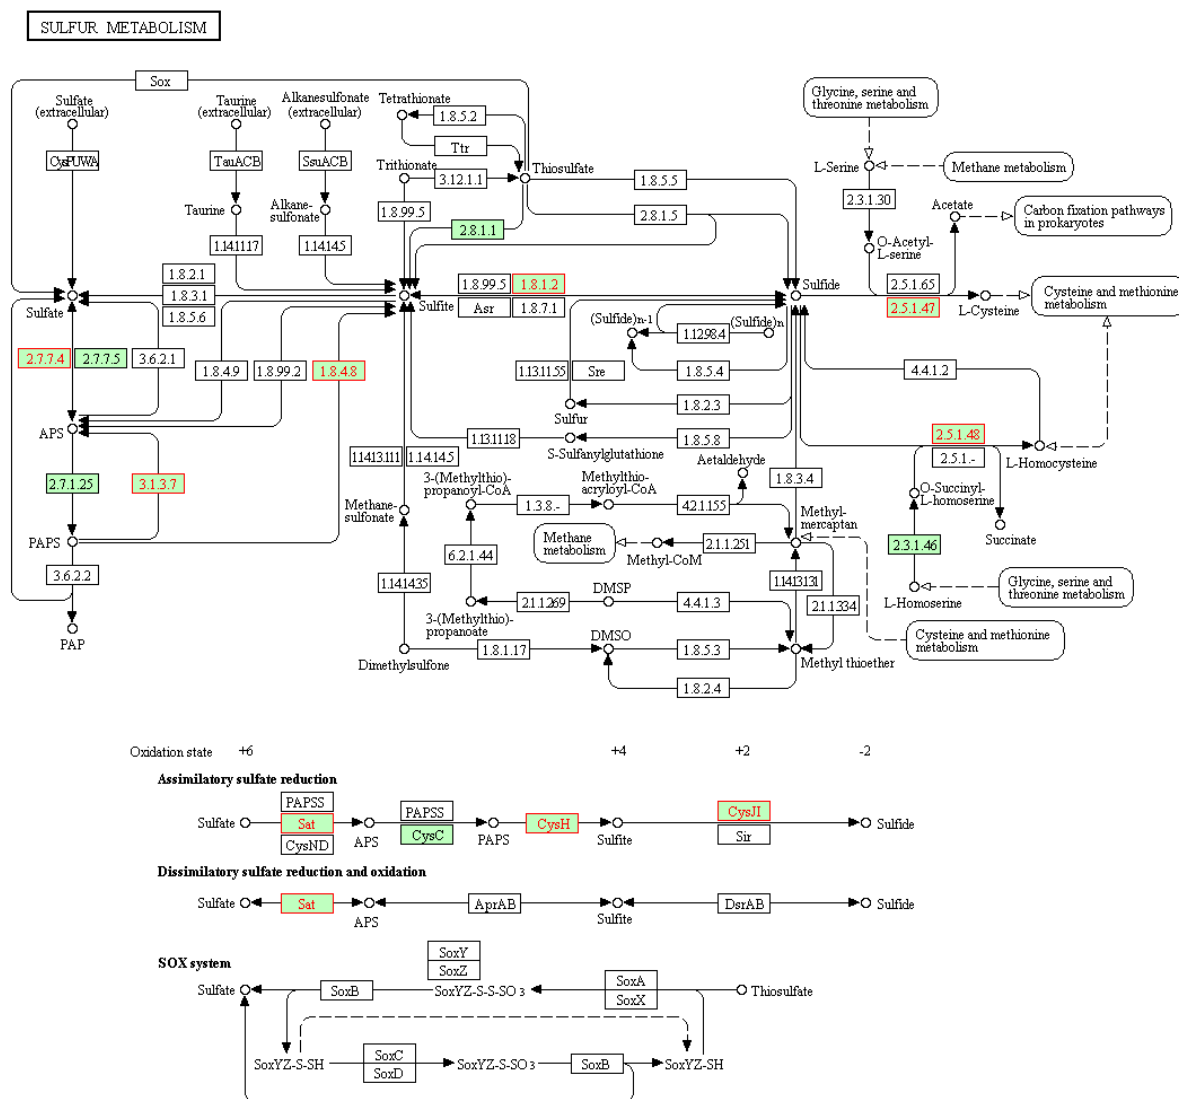 SULFUR METABOLISM
Sox
Sulfate
(extracellular)
Taurine
(extracellular)
Alkanesulfonate
(extracellular)
Tetrathionate
1.8.5.2
Ttr
Glycine, serine and
threonine metabolism
CysPUWA
TauACB
SsuACB
Trithionate
3.12.1.1
Thiosulfate
1.8.5.5
L-Serine
Methane metabolism
Taurine
Alkane-
sulfonate
1.8.99.5
2.8.1.1
2.8.1.5
2.3.1.30
Acetate
Carbon fixation pathways
in prokaryotes
1.14.11.17
1.14.14.5
O-Acetyl-
L-serine
1.8.2.1
1.8.3.1
1.8.5.6
Sulfate
Sulfite
1.8.99.5
1.8.1.2
Asr
1.8.7.1
Sulfide
2.5.1.65
2.5.1.47
L-Cysteine
Cysteine and methionine
metabolism
(Sulfide)n-1
1.12.98.4
(Sulfide)n
2.7.7.4
2.7.7.5
3.6.2.1
1.8.4.9
1.8.99.2
1.8.4.8
1.13.11.55
Sre
1.8.5.4
4.4.1.2
1.8.2.3
Sulfur
APS
1.13.11.18
1.8.5.8
S-Sulfanylglutathione
2.5.1.48
2.5.1.-
L-Homocysteine
1.14.13.111
1.14.14.5
Aetaldehyde
2.7.1.25
3.1.3.7
3-(Methylthio)-
propanoyl-CoA
Methylthio-
acryloyl-CoA
1.8.3.4
O-Succinyl-
L-homoserine
Methane-
sulfonate
1.3.8.-
4.2.1.155
Methyl-
mercaptan
Succinate
PAPS
Methane
metabolism
Methyl-CoM
2.1.1.251
2.3.1.46
6.2.1.44
3.6.2.2
1.14.14.35
1.14.13.131
L-Homoserine
Glycine, serine and
threonine metabolism
2.1.1.269
DMSP
4.4.1.3
2.1.1.334
3-(Methylthio)-
propanoate
PAP
DMSO
Cysteine and methionine
metabolism
Dimethylsulfone
1.8.1.17
1.8.5.3
Methyl thioether
1.8.2.4
Oxidation state +6 +4 +2 -2
Assimilatory sulfate reduction
PAPSS
Sulfate
Sat
CysND
APS
PAPSS
CysC
PAPS
CysH
Sulfite
CysJI
Sir
Sulfide
Dissimilatory sulfate reduction and oxidation
Sulfate
Sat
APS
AprAB
Sulfite
DsrAB
Sulfide
SOX system
SoxY
SoxZ
Sulfate
SoxB
SoxYZ-S-S-SO3
SoxA
SoxX
Thiosulfate
SoxYZ-S-SH
SoxC
SoxD
SoxYZ-S-SO3
SoxB
SoxYZ-SH